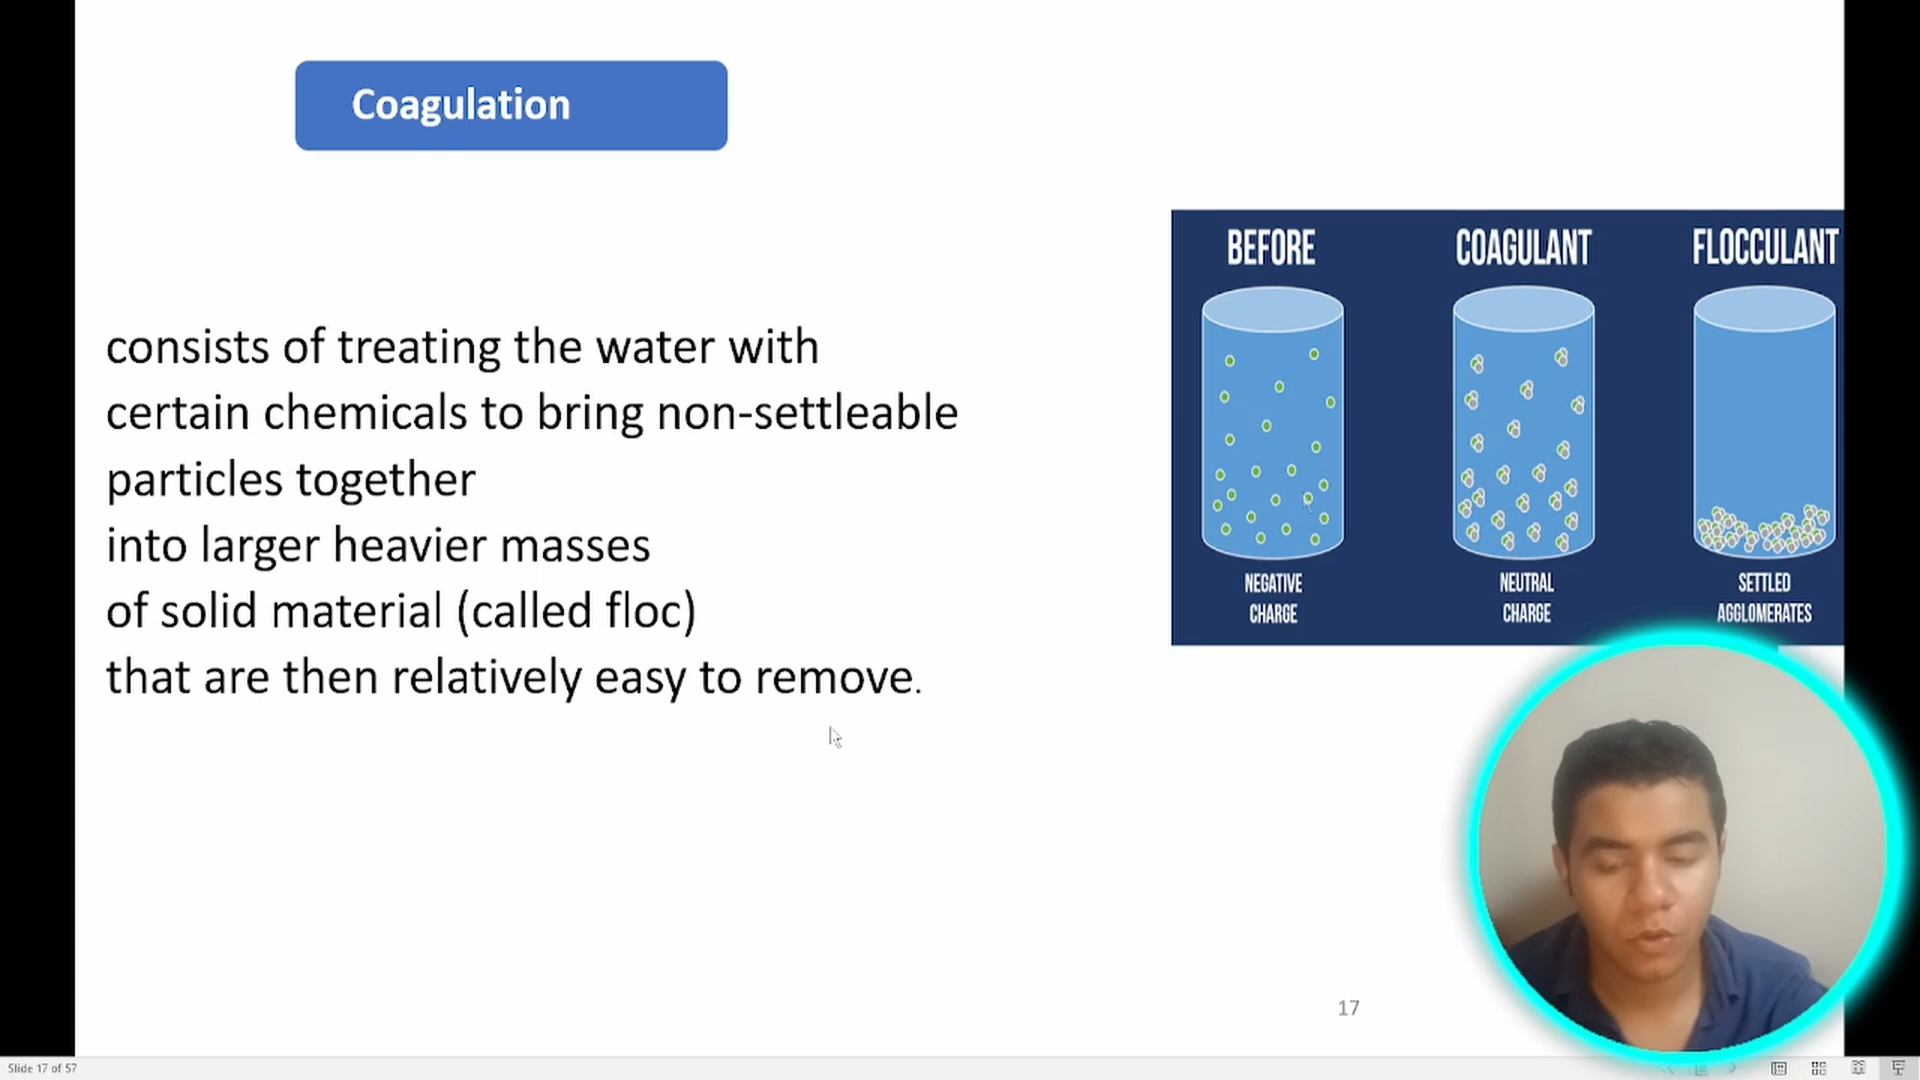 Coagulation
consists of treating the water with
certain chemicals to bring non-settleable
particles together
into larger heavier masses
of solid material (called floc)
that are then relatively easy to remove.
BEFORE
COAGULANT
FLOCCULANT
NEGATIVE
CHARGE
NEUTRAL
CHARGE
SETTLED
AGGLOMERATES
17
Slide 17 of 57